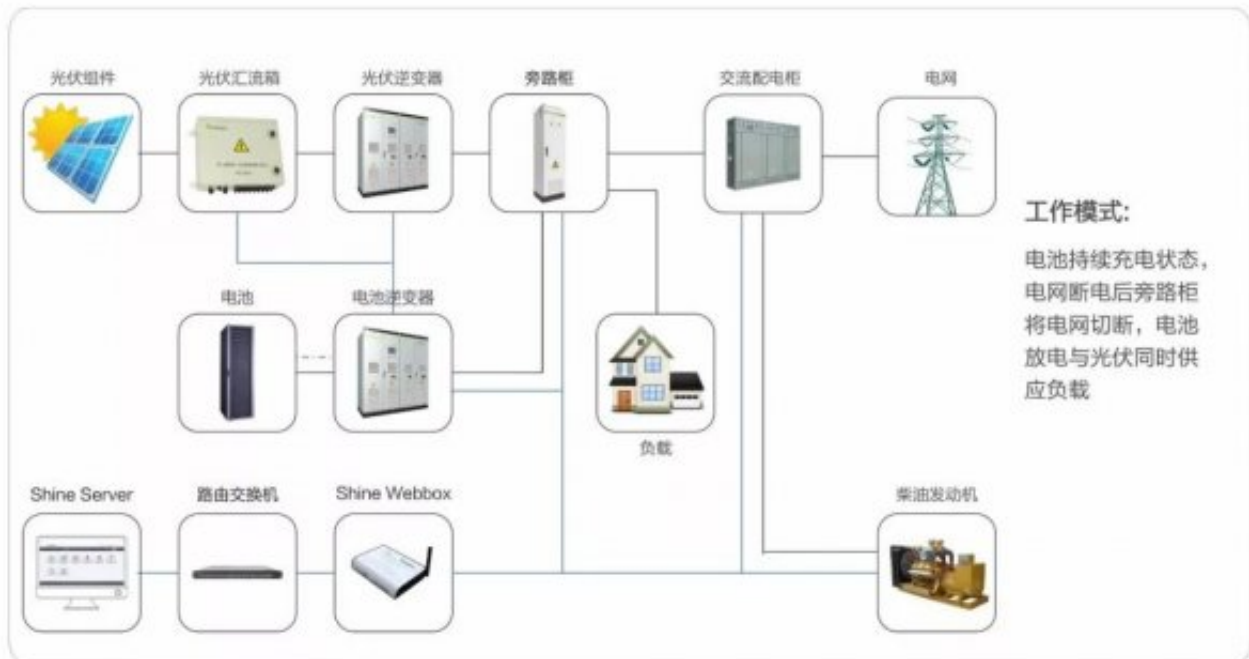 光伏组件
光伏汇流箱
光伏逆变器
旁路柜
交流配电柜
电网
工作模式:
电池持续充电状态，
电网断电后旁路柜
将电网切断，电池
放电与光伏同时供
应负载
电池
电池逆变器
负载
Shine Server
路由交换机
Shine Webbox
柴油发动机